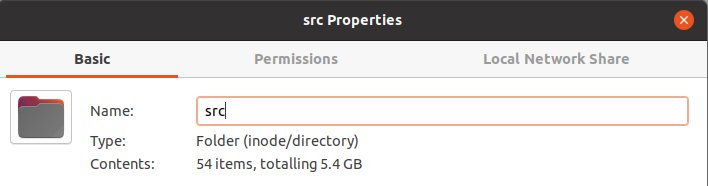 src Properties
Basic Permissions Local Network Share
Name: src
Type: Folder (inode/directory)
Contents: 54 items, totalling 5.4 GB